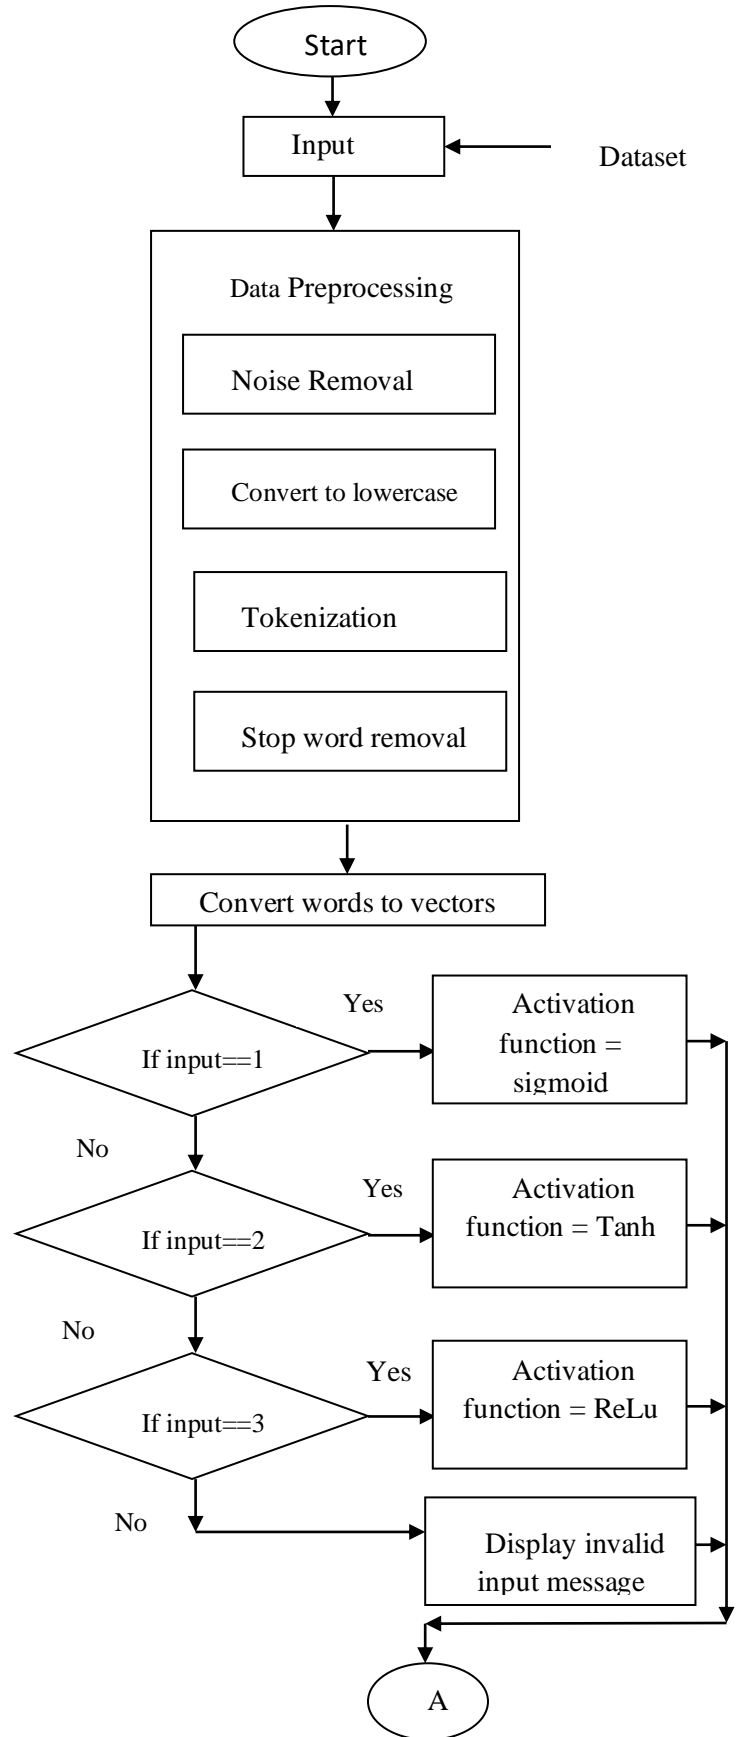 Start
Input
Dataset
Data Preprocessing
Noise Removal
Convert to lowercase
Tokenization
Stop word removal
Convert words to vectors
If input==1
Yes
Activation
function =
sigmoid
No
If input==2
Yes
Activation
function = Tanh
No
If input==3
Yes
Activation
function = ReLu
No
Display invalid
input message
A